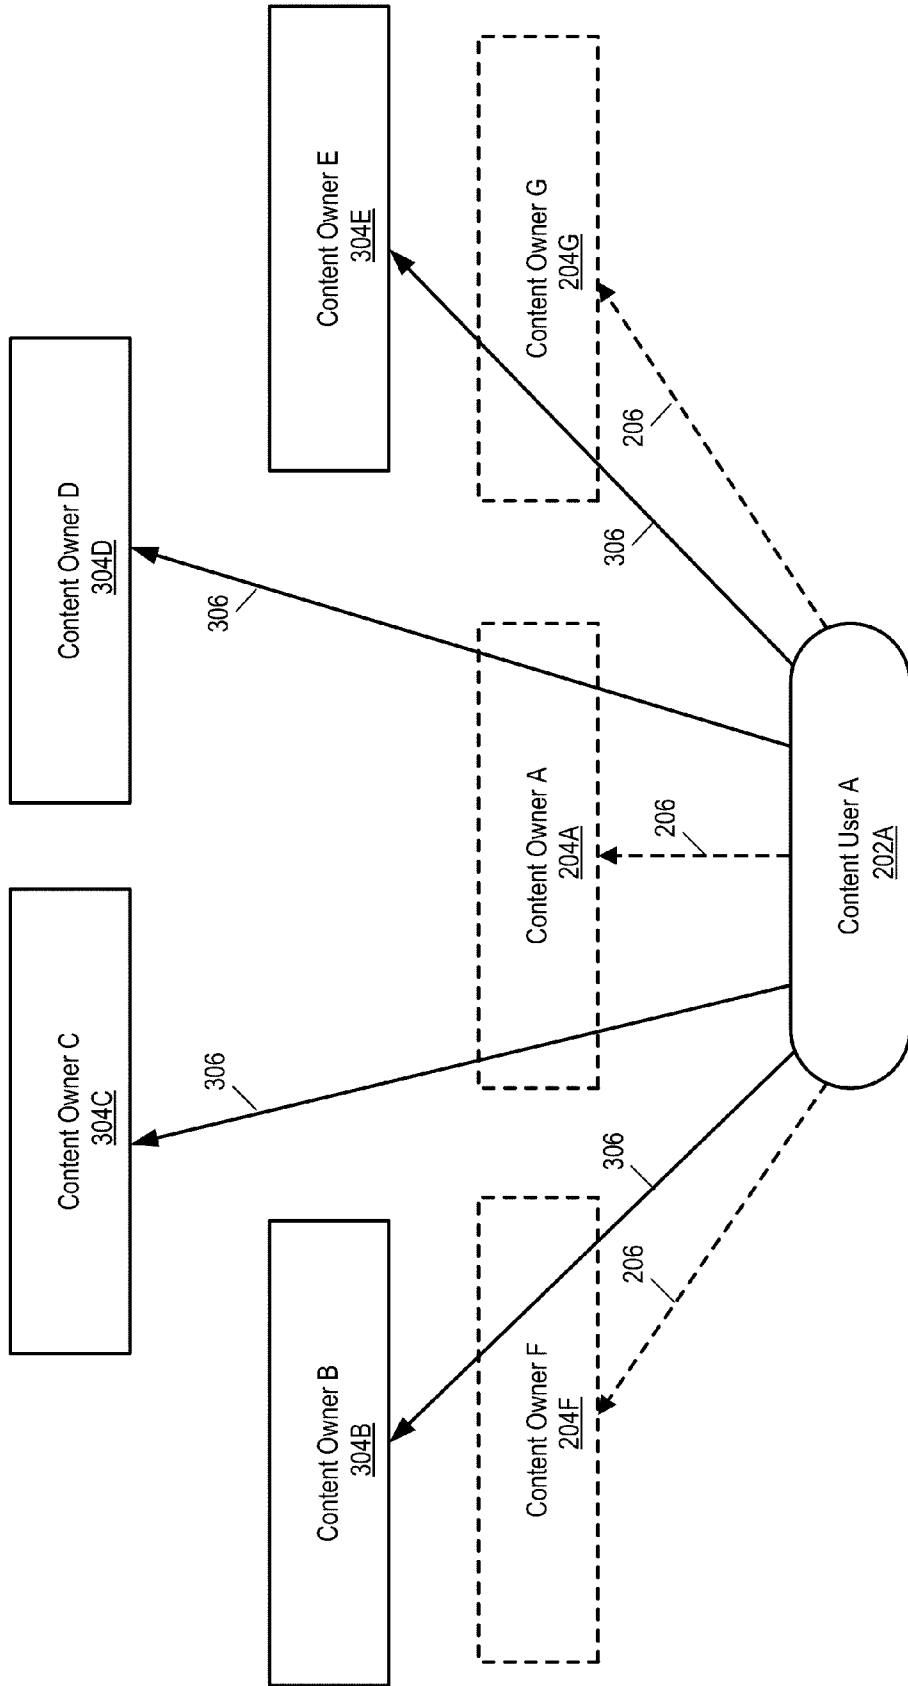 Content Owner C
304C
Content Owner D
304D
Content Owner B
304B
Content Owner E
304E
306
306
Content Owner F
204F
Content Owner A
204A
Content Owner G
204G
306
306
206
206
206
Content User A
202A